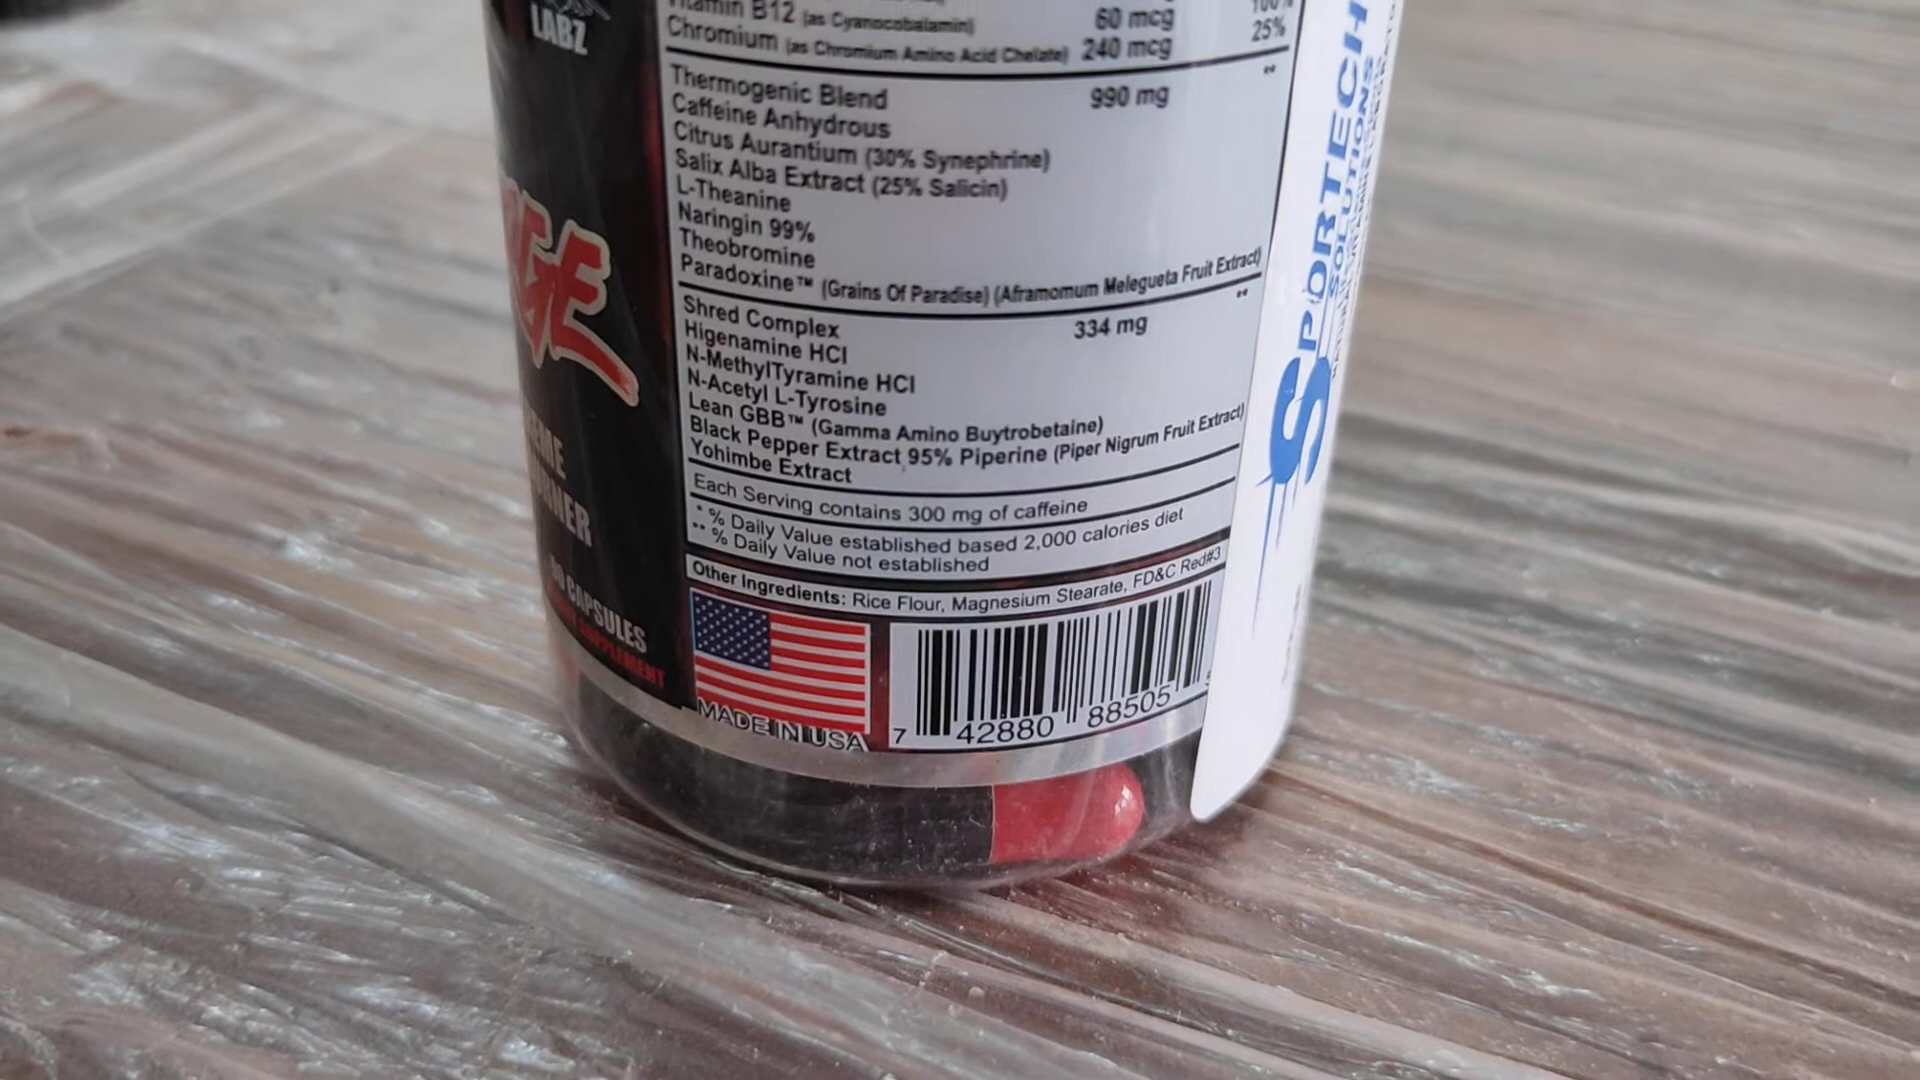 LABZ
Vitamin B12 (as Cyanocobalamin) 60 mcg
Chromium (as Chromium Amino Acid Chelate) 240 mcg 25%
Thermogenic Blend 990 mg **
Caffeine Anhydrous
Citrus Aurantium (30% Synephrine)
Salix Alba Extract (25% Salicin)
L-Theanine
Naringin 99%
Theobromine
Paradoxine™ (Grains Of Paradise) (Aframomum Melegueta Fruit Extract)
Shred Complex 334 mg **
Higenamine HCl
N-MethylTyramine HCl
N-Acetyl L-Tyrosine
Lean GBB™ (Gamma Amino Buytrobetaine)
Black Pepper Extract 95% Piperine (Piper Nigrum Fruit Extract)
Yohimbe Extract
Each Serving contains 300 mg of caffeine
* % Daily Value established based 2,000 calories diet
** % Daily Value not established
Other Ingredients: Rice Flour, Magnesium Stearate, FD&C Red#3
MADE IN USA
7 42880 88505
CAPSULES
SPORTECH
SOLUTIONS